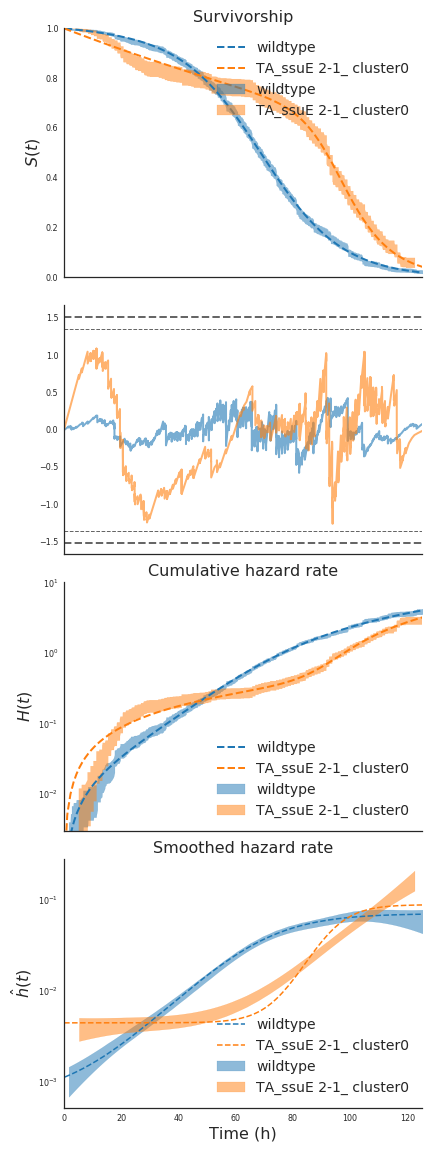 Survivorship
1.0
0.8
0.6
0.4
0.2
0.0
S(t)
wildtype
TA_ssuE 2-1_ cluster0
wildtype
TA_ssuE 2-1_ cluster0
1.5
1.0
0.5
0.0
−0.5
−1.0
−1.5
Cumulative hazard rate
10¹
10⁰
10⁻¹
10⁻²
H(t)
wildtype
TA_ssuE 2-1_ cluster0
wildtype
TA_ssuE 2-1_ cluster0
Smoothed hazard rate
10⁻¹
10⁻²
10⁻³
ĥ(t)
wildtype
TA_ssuE 2-1_ cluster0
wildtype
TA_ssuE 2-1_ cluster0
0 20 40 60 80 100 120
Time (h)